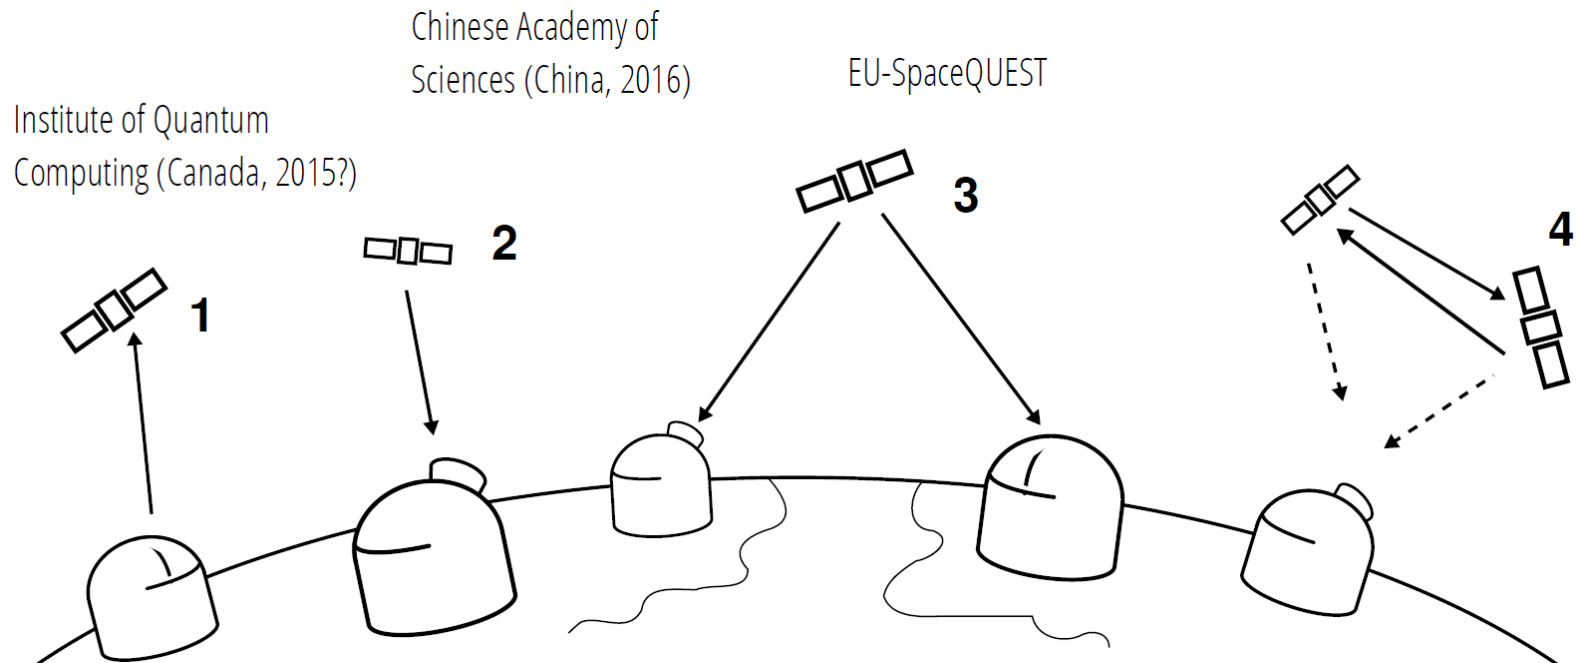 Chinese Academy of
Sciences (China, 2016)
EU-SpaceQUEST
Institute of Quantum
Computing (Canada, 2015?)
1
2
3
4